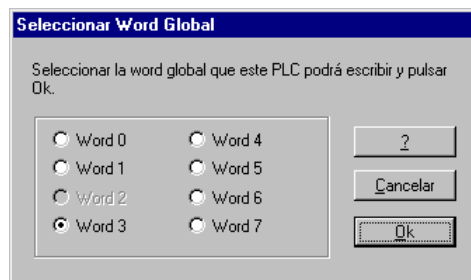 Seleccionar Word Global
Seleccionar la word global que este PLC podrá escribir y pulsar
Ok.
Word 0
Word 1
Word 2
Word 3
Word 4
Word 5
Word 6
Word 7
?
Cancelar
Ok